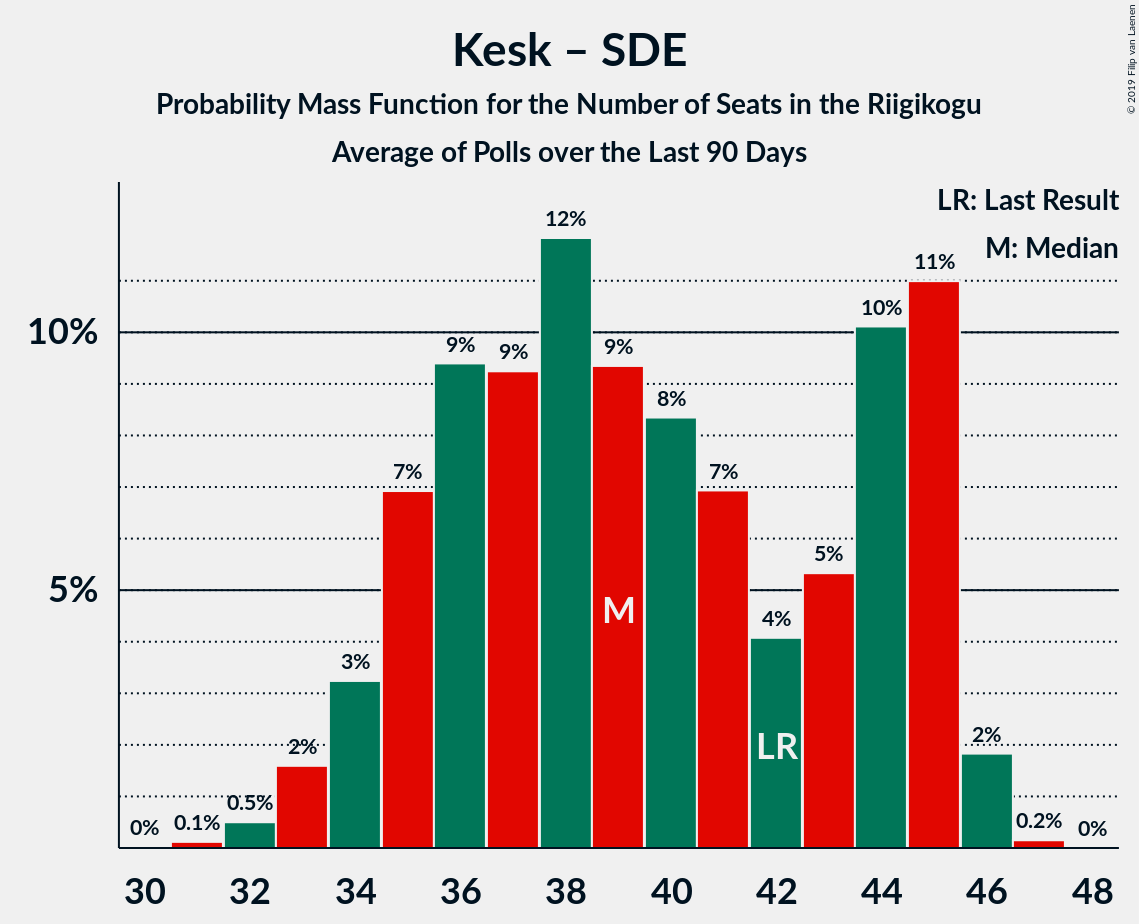 Kesk – SDE
Probability Mass Function for the Number of Seats in the Riigikogu
Average of Polls over the Last 90 Days
© 2019 Filip van Laenen
LR: Last Result
M: Median
10%
5%
0%
0.1%
0.5%
2%
3%
7%
9%
9%
12%
9%
8%
7%
4%
5%
10%
11%
2%
0.2%
0%
M
LR
30 32 34 36 38 40 42 44 46 48